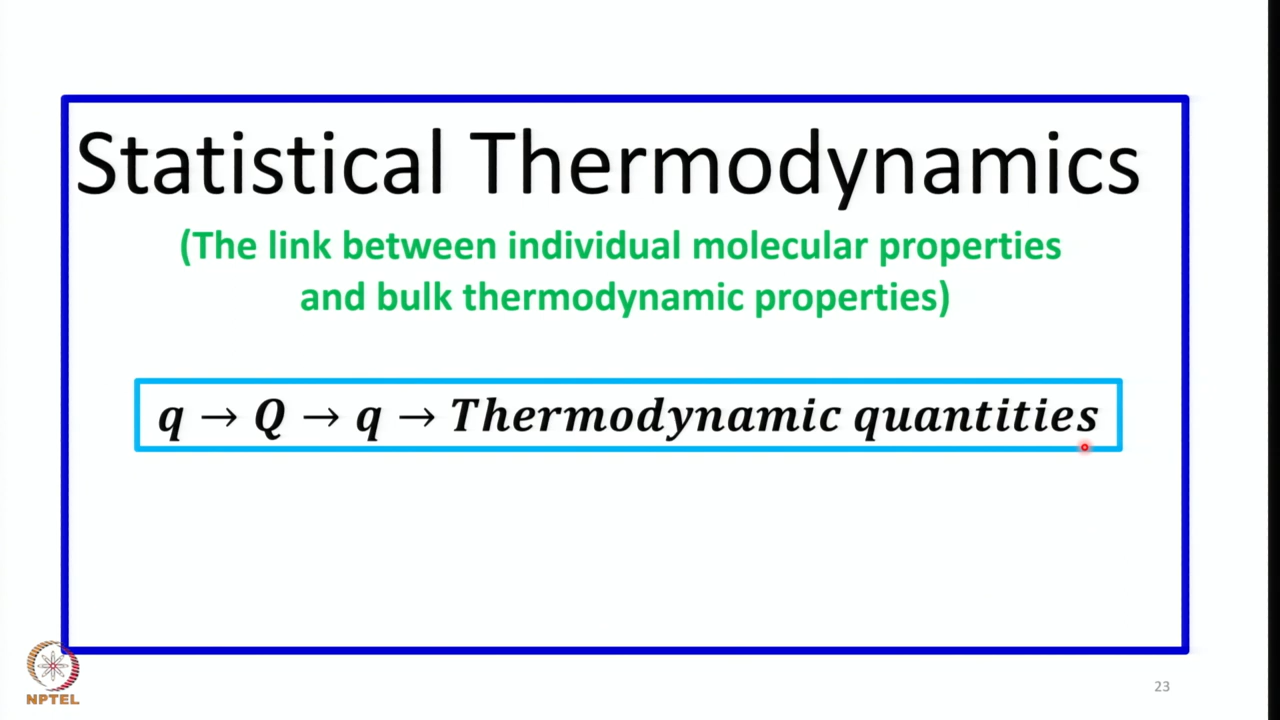 Statistical Thermodynamics
(The link between individual molecular properties
and bulk thermodynamic properties)
q → Q → q → Thermodynamic quantities
NPTEL
23